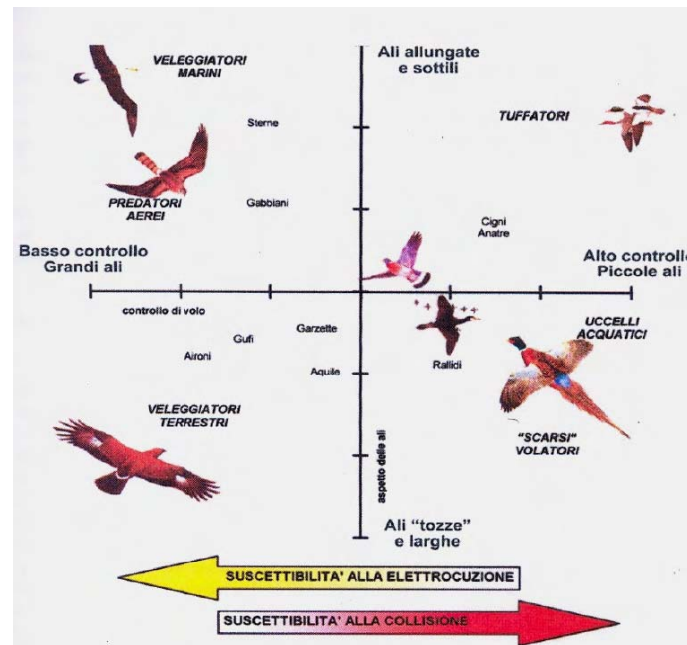 VELEGGIATORI
MARINI
Ali allungate
e sottili
TUFFATORI
Sterne
PREDATORI
AEREI
Gabbiani
Cigni
Anatre
Basso controllo
Grandi ali
Alto controllo
Piccole ali
controllo di volo
Garzette
Gufi
Aironi
Aquile
Rallidi
UCCELLI
ACQUATICI
VELEGGIATORI
TERRESTRI
"SCARSI"
VOLATORI
aspetto delle ali
Ali "tozze"
e larghe
SUSCETTIBILITA' ALLA ELETTROCUZIONE
SUSCETTIBILITA' ALLA COLLISIONE